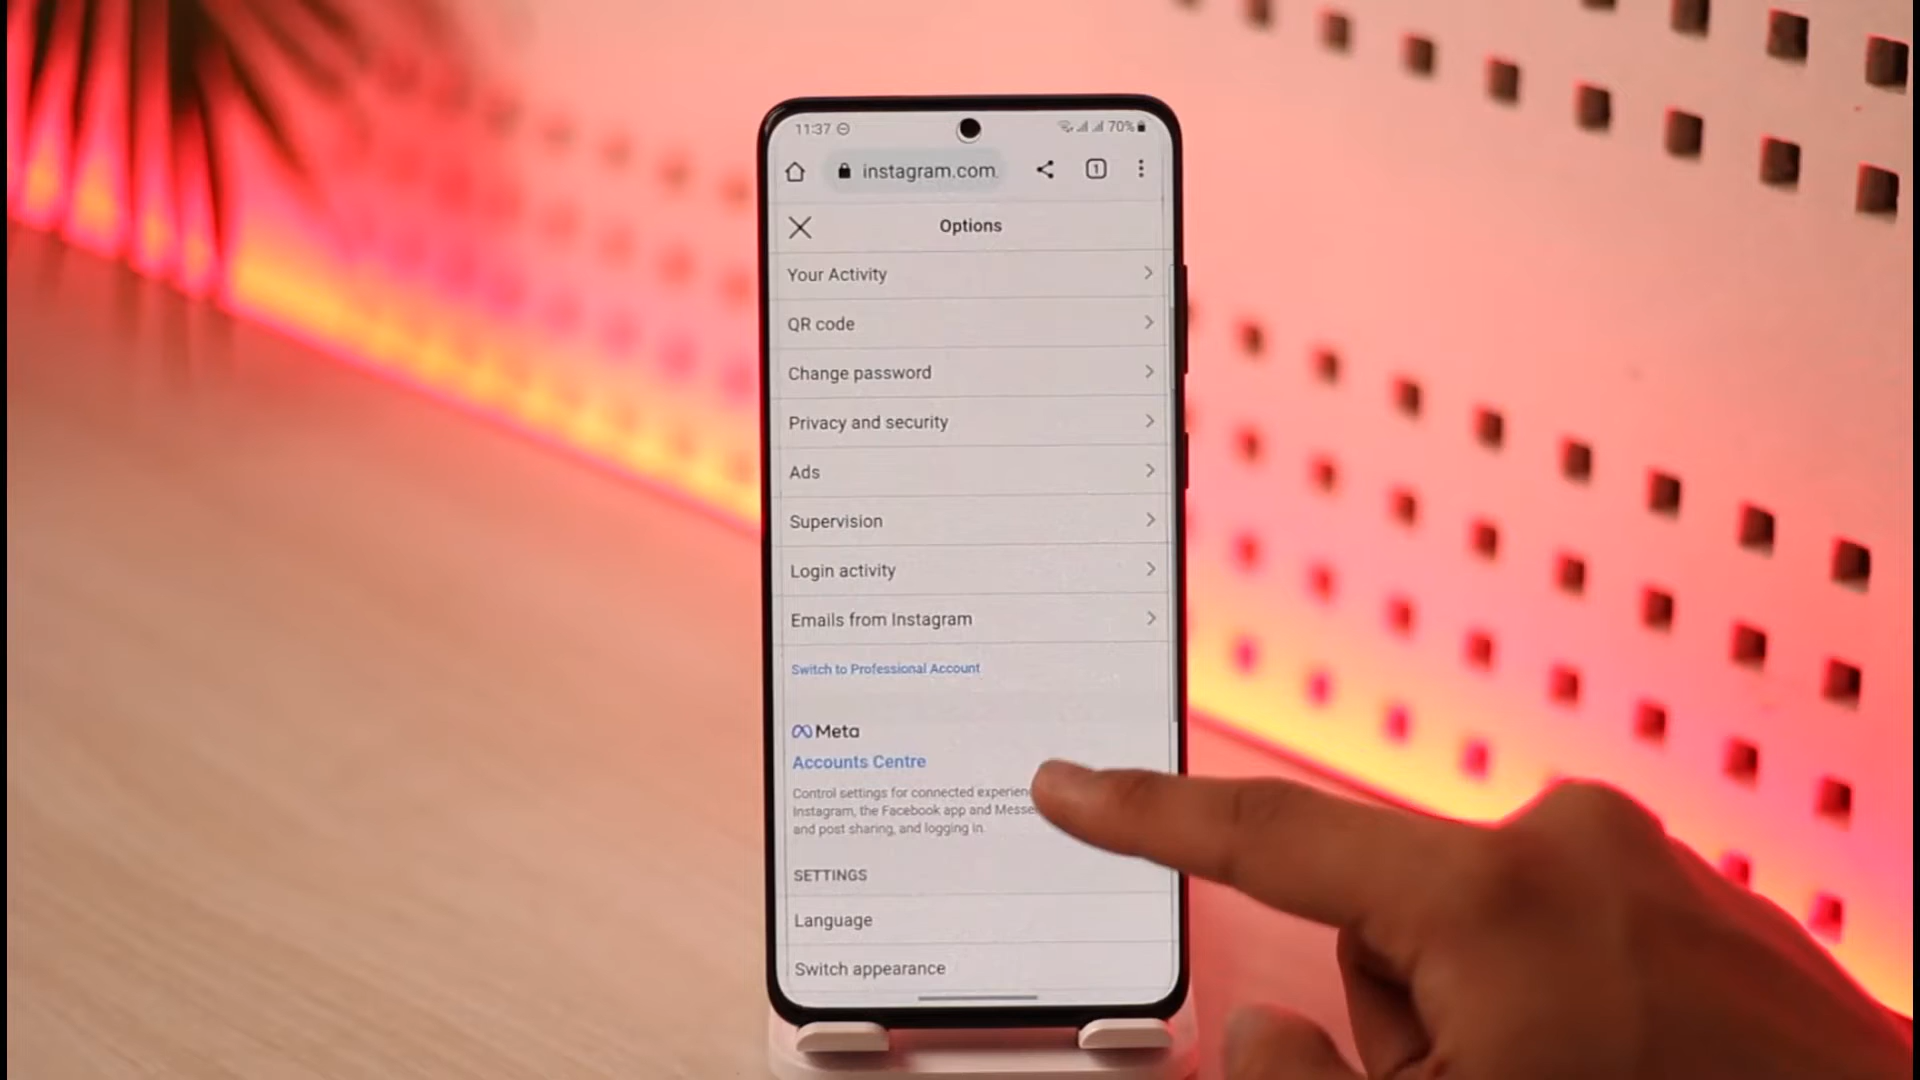 11:37 70%
instagram.com 1
Options
Your Activity
QR code
Change password
Privacy and security
Ads
Supervision
Login activity
Emails from Instagram
Switch to Professional Account
Meta
Accounts Centre
Control settings for connected
Instagram, the Facebook app and
and post sharing, and logging in.
SETTINGS
Language
Switch appearance